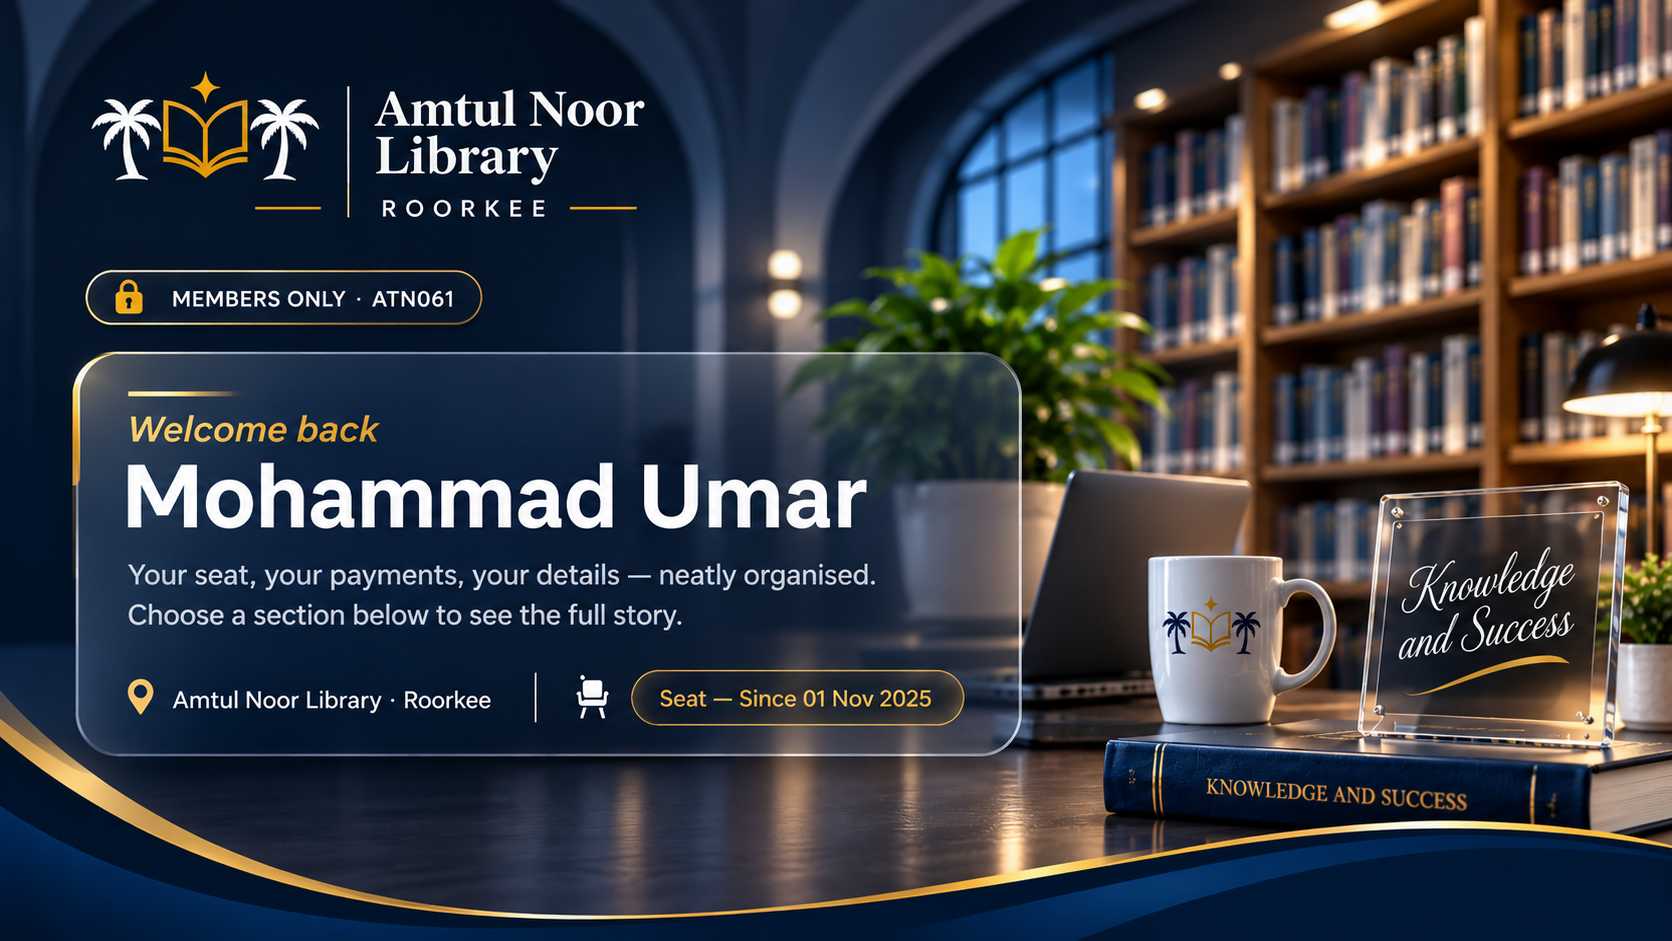 Amtul Noor
Library
ROORKEE
MEMBERS ONLY · ATN061
Welcome back
Mohammad Umar
Your seat, your payments, your details — neatly organised.
Choose a section below to see the full story.
Amtul Noor Library · Roorkee
Seat — Since 01 Nov 2025
Knowledge
and Success
KNOWLEDGE AND SUCCESS